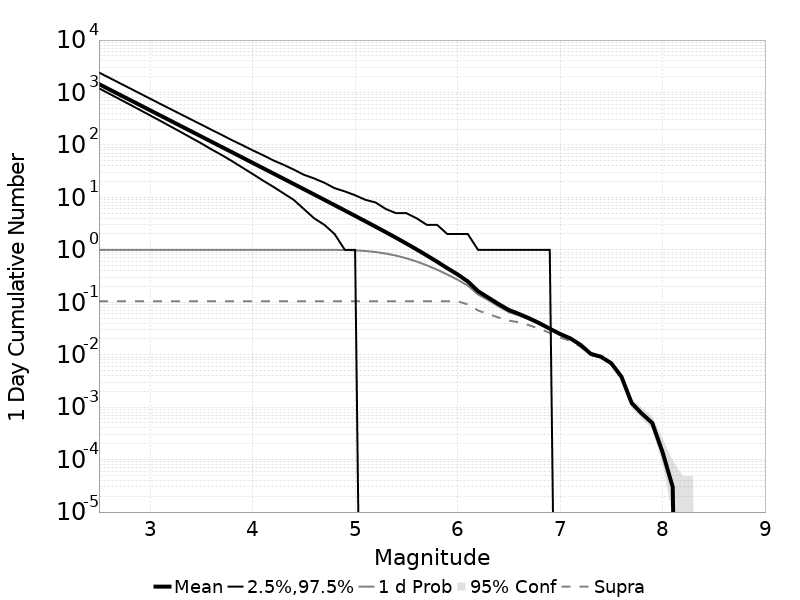 10^4
10^3
10^2
10^1
10^0
10^-1
10^-2
10^-3
10^-4
10^-5
1 Day Cumulative Number
3 4 5 6 7 8 9
Magnitude
Mean 2.5%,97.5% 1 d Prob 95% Conf Supra